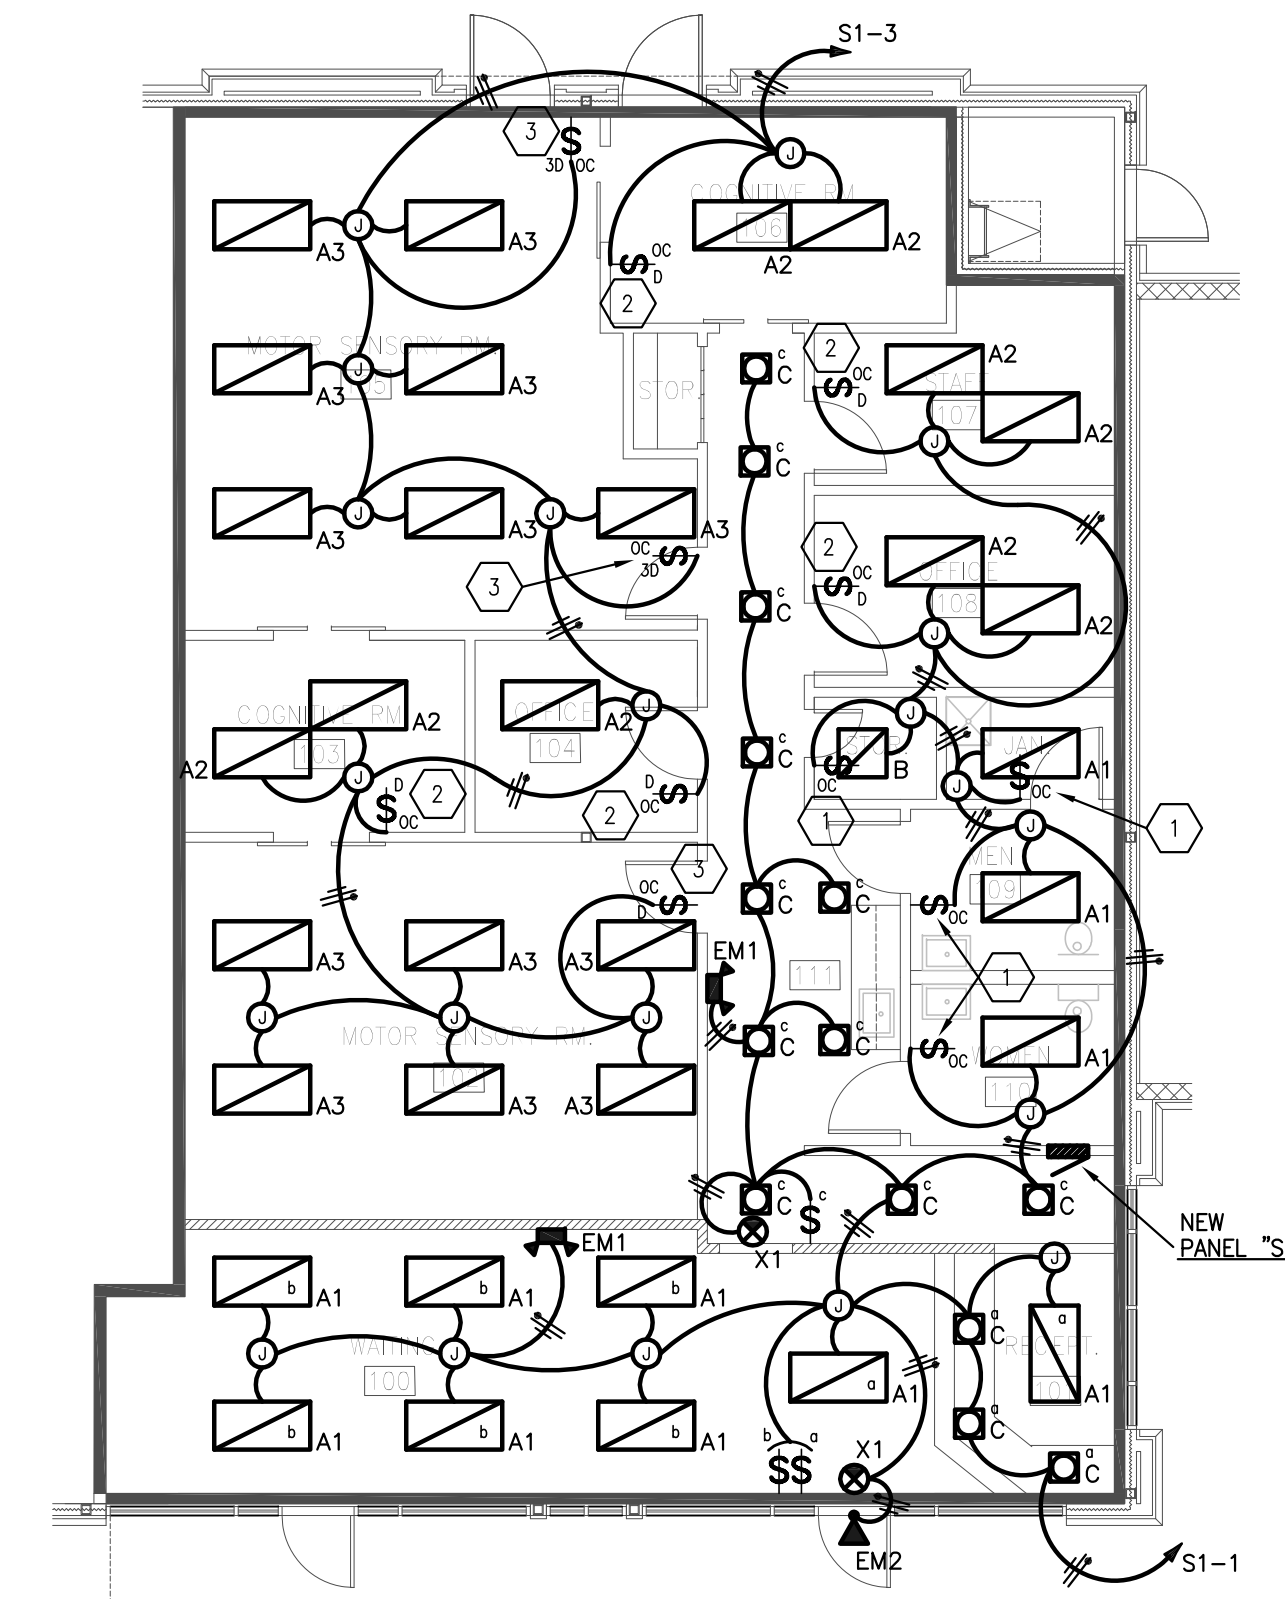 S1-3
3
S
3D OC
J
COGNITIVE RM.
106
J
A3
A3
A2
A2
S OC
D
2
MOTOR SENSORY RM.
105
J
A3
A3
STOR.
c
C
2
S OC
D
A2
STAFF
107
A2
J
c
C
J
A3
A3
J
A3
OC
3D S
3
2
S OC
D
A2
OFFICE
108
A2
J
c
C
COGNITIVE RM.
103
A2
A2
J
D
S OC
2
OFFICE
104
A2
J
D
OC S
2
c
C
J
STOR.
B
S
OC
1
JAN.
A1
J
S OC
1
J
MEN
109
A1
S OC
3
OC
D S
c
C
c
C
A3
A3
A3
EM1
111
1
J
J
J
MOTOR SENSORY RM.
102
c
C
c
C
S OC
WOMEN
110
A1
J
A3
A3
A3
c
C
S c
c
C
c
C
X1
NEW
PANEL "S
EM1
b A1
b A1
b A1
J
J
J
J
J
WAITING
100
a
C
a
RECEPT.
101
A1
a A1
a
C
b A1
b A1
b A1
b a
SS
X1
a
C
EM2
S1-1